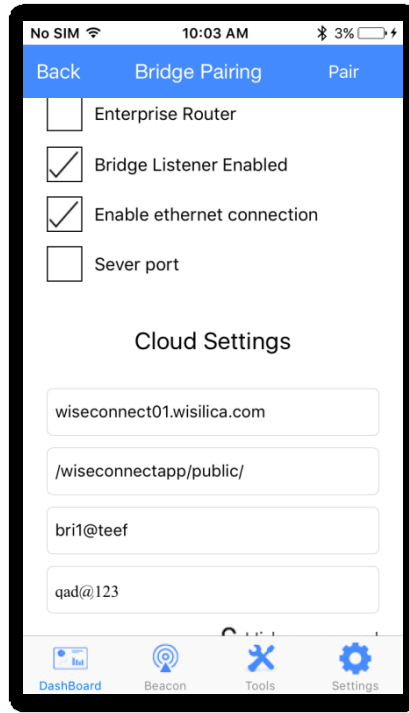 No SIM 10:03 AM 3%
Back Bridge Pairing Pair
Enterprise Router
Bridge Listener Enabled
Enable ethernet connection
Sever port
Cloud Settings
wiseconnect01.wisilica.com
/wiseconnectapp/public/
bri1@teef
qad@123
DashBoard Beacon Tools Settings